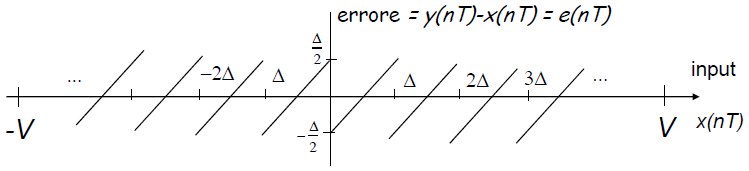 errore = y(nT)-x(nT) = e(nT)
Δ/2
... -2Δ Δ Δ 2Δ 3Δ ... input
-V -Δ/2 V x(nT)